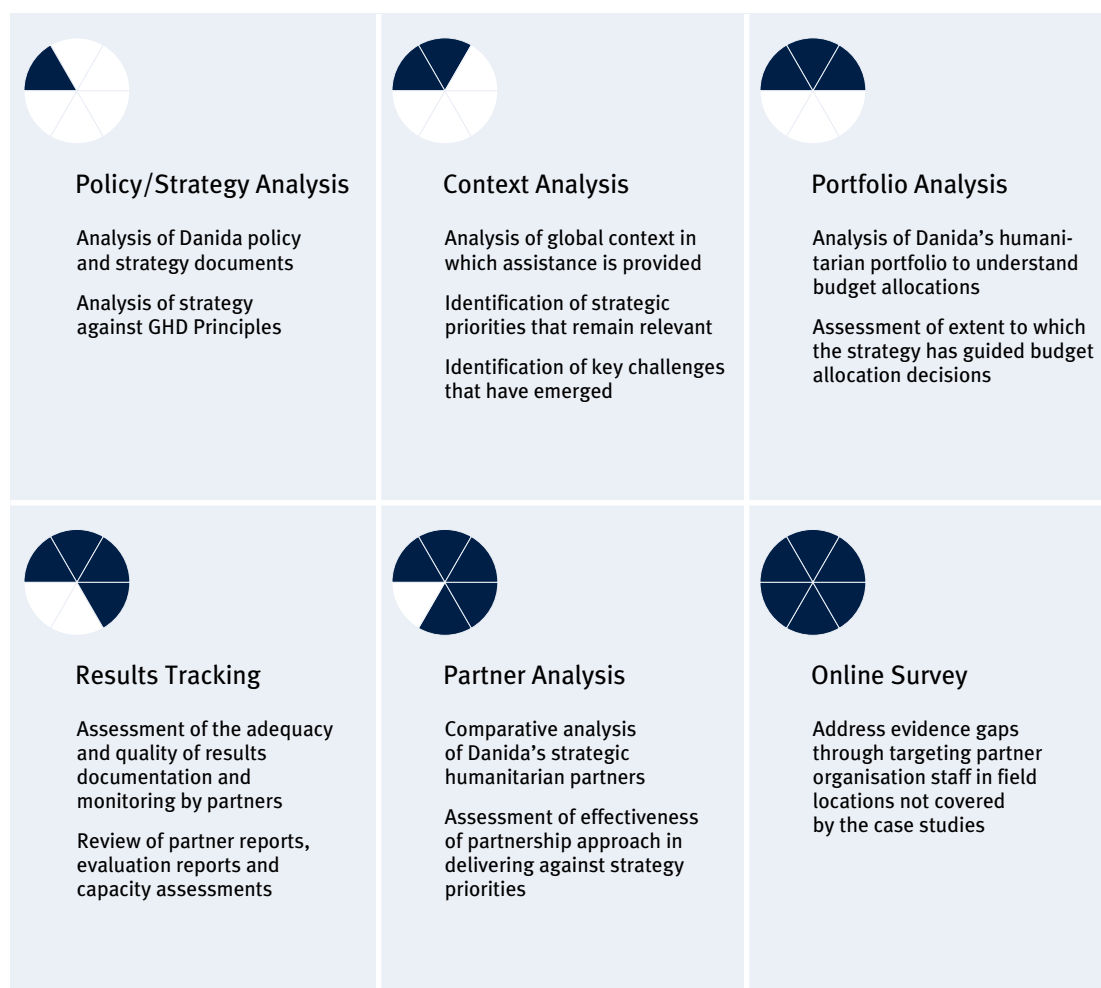 Policy/Strategy Analysis
Analysis of Danida policy
and strategy documents
Analysis of strategy
against GHD Principles
Context Analysis
Analysis of global context in
which assistance is provided
Identification of strategic
priorities that remain relevant
Identification of key challenges
that have emerged
Portfolio Analysis
Analysis of Danida’s humani-
tarian portfolio to understand
budget allocations
Assessment of extent to which
the strategy has guided budget
allocation decisions
Results Tracking
Assessment of the adequacy
and quality of results
documentation and
monitoring by partners
Review of partner reports,
evaluation reports and
capacity assessments
Partner Analysis
Comparative analysis
of Danida’s strategic
humanitarian partners
Assessment of effectiveness
of partnership approach in
delivering against strategy
priorities
Online Survey
Address evidence gaps
through targeting partner
organisation staff in field
locations not covered
by the case studies